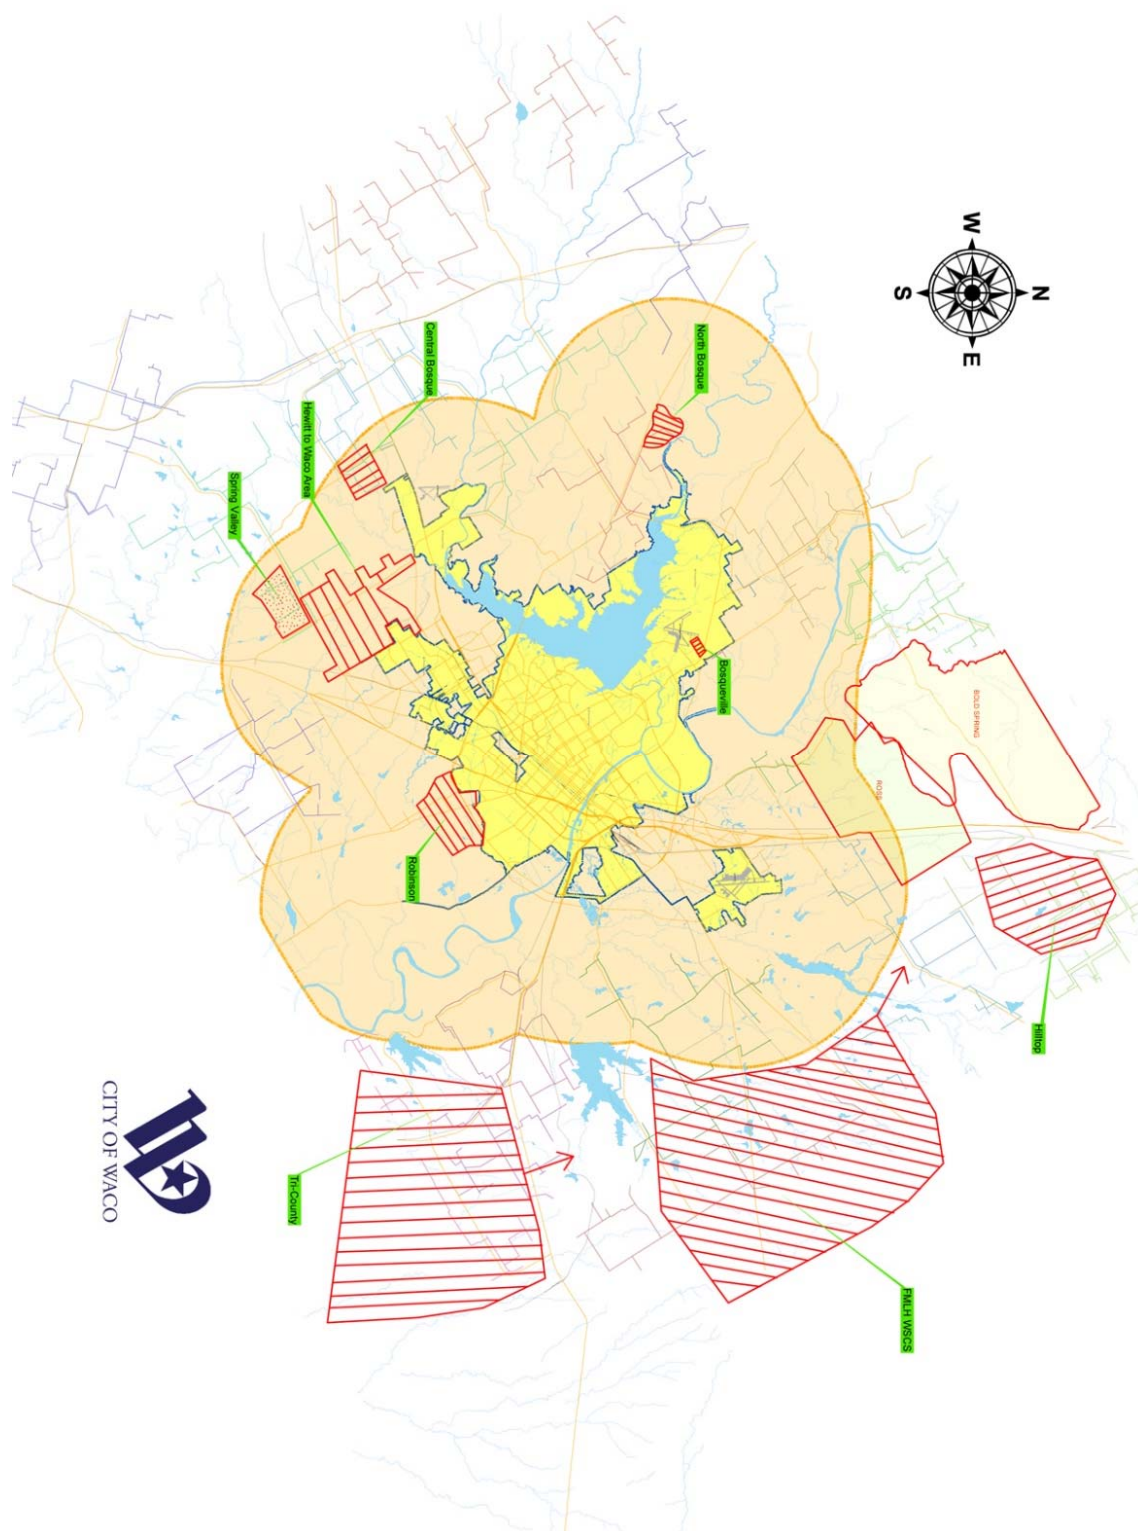 N
W
E
S
BOLD SPRING
ROSS
Hilltop
North Bosque
Bosqueville
FMLH WSCS
Central Bosque
Hewitt to Waco Area
Spring Valley
Robinson
Tri-County
CITY OF WACO